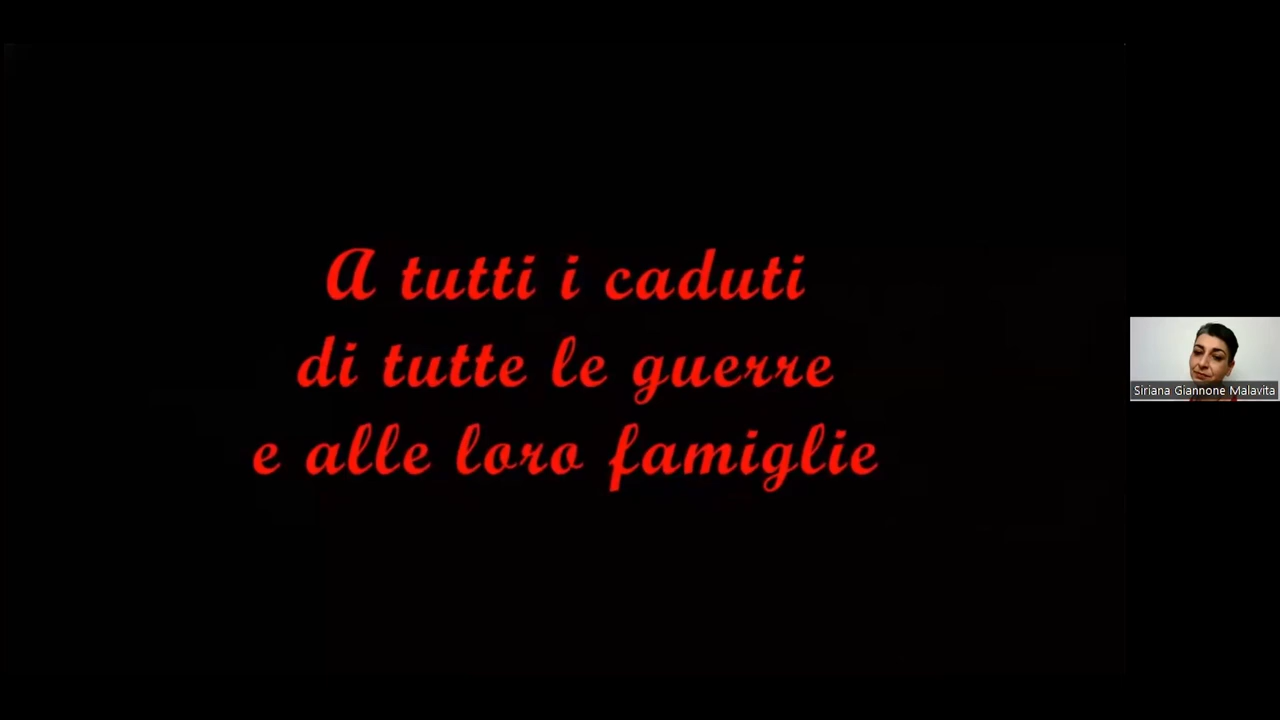 A tutti i caduti
di tutte le guerre
e alle loro famiglie
Siriana Giannone Malavita